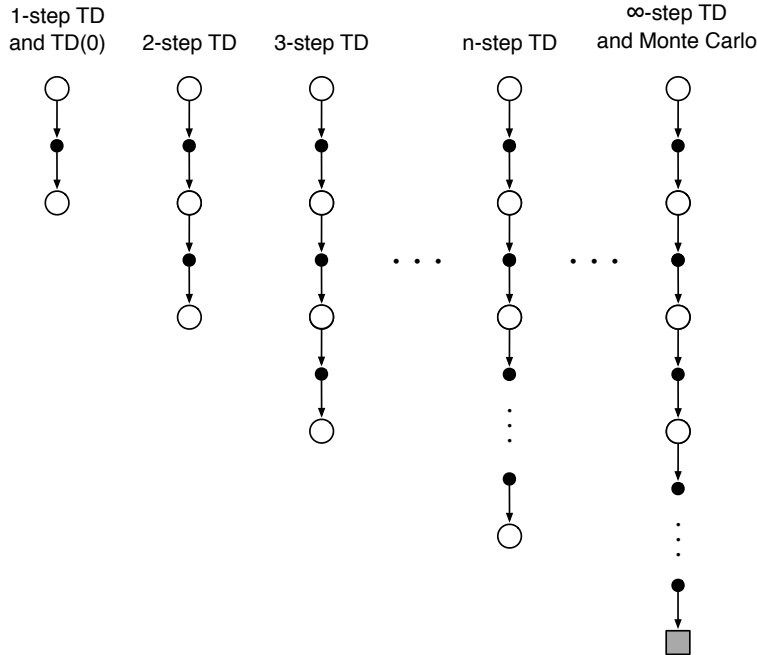 1-step TD
and TD(0)
2-step TD
3-step TD
n-step TD
∞-step TD
and Monte Carlo